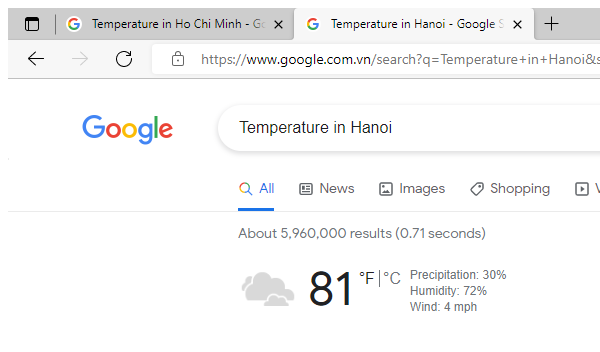 Temperature in Ho Chi Minh - G
Temperature in Hanoi - Google S
https://www.google.com.vn/search?q=Temperature+in+Hanoi&s
Google
Temperature in Hanoi
All News Images Shopping V
About 5,960,000 results (0.71 seconds)
81 °F | °C
Precipitation: 30%
Humidity: 72%
Wind: 4 mph